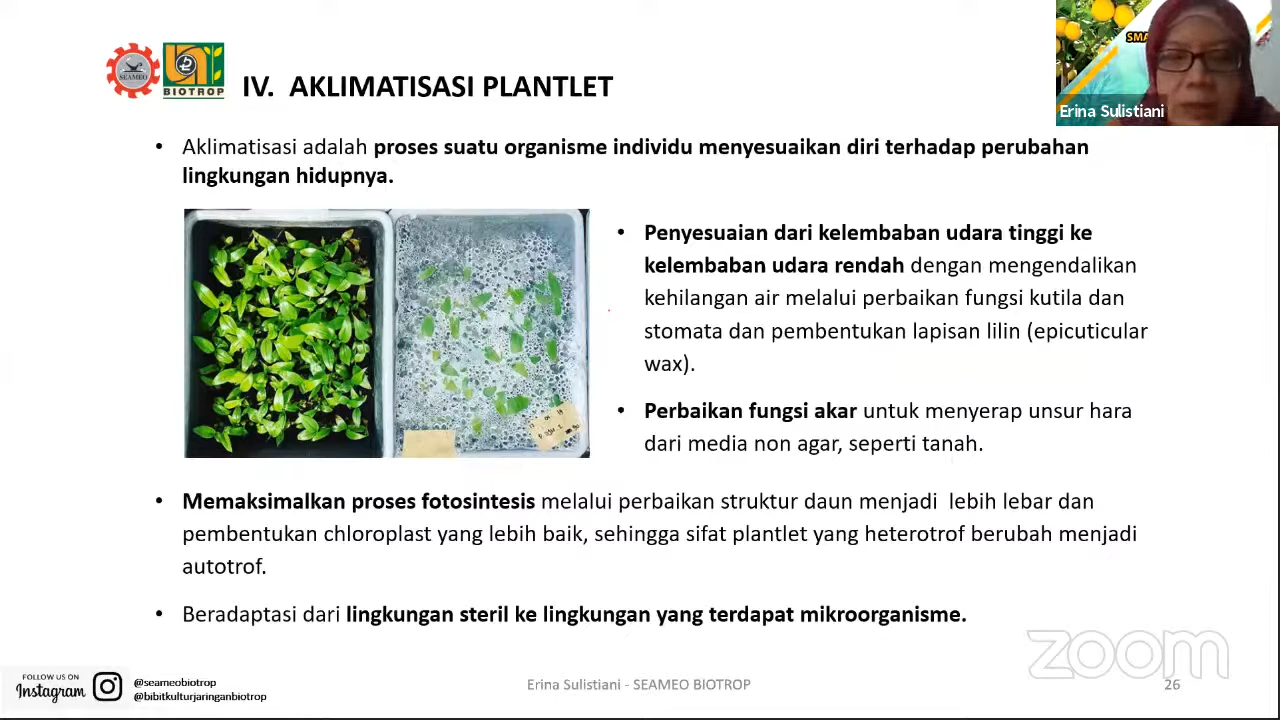 SEAMEO
BIOTROP
IV. AKLIMATISASI PLANTLET
SMA
Erina Sulistiani
• Aklimatisasi adalah proses suatu organisme individu menyesuaikan diri terhadap perubahan
lingkungan hidupnya.
• Penyesuaian dari kelembaban udara tinggi ke
kelembaban udara rendah dengan mengendalikan
kehilangan air melalui perbaikan fungsi kutila dan
stomata dan pembentukan lapisan lilin (epicuticular
wax).
• Perbaikan fungsi akar untuk menyerap unsur hara
dari media non agar, seperti tanah.
• Memaksimalkan proses fotosintesis melalui perbaikan struktur daun menjadi lebih lebar dan
pembentukan chloroplast yang lebih baik, sehingga sifat plantlet yang heterotrof berubah menjadi
autotrof.
• Beradaptasi dari lingkungan steril ke lingkungan yang terdapat mikroorganisme.
zoom
FOLLOW US ON
Instagram
@seameobiotrop
@bibitkulturjaringanbiotrop
Erina Sulistiani - SEAMEO BIOTROP
26